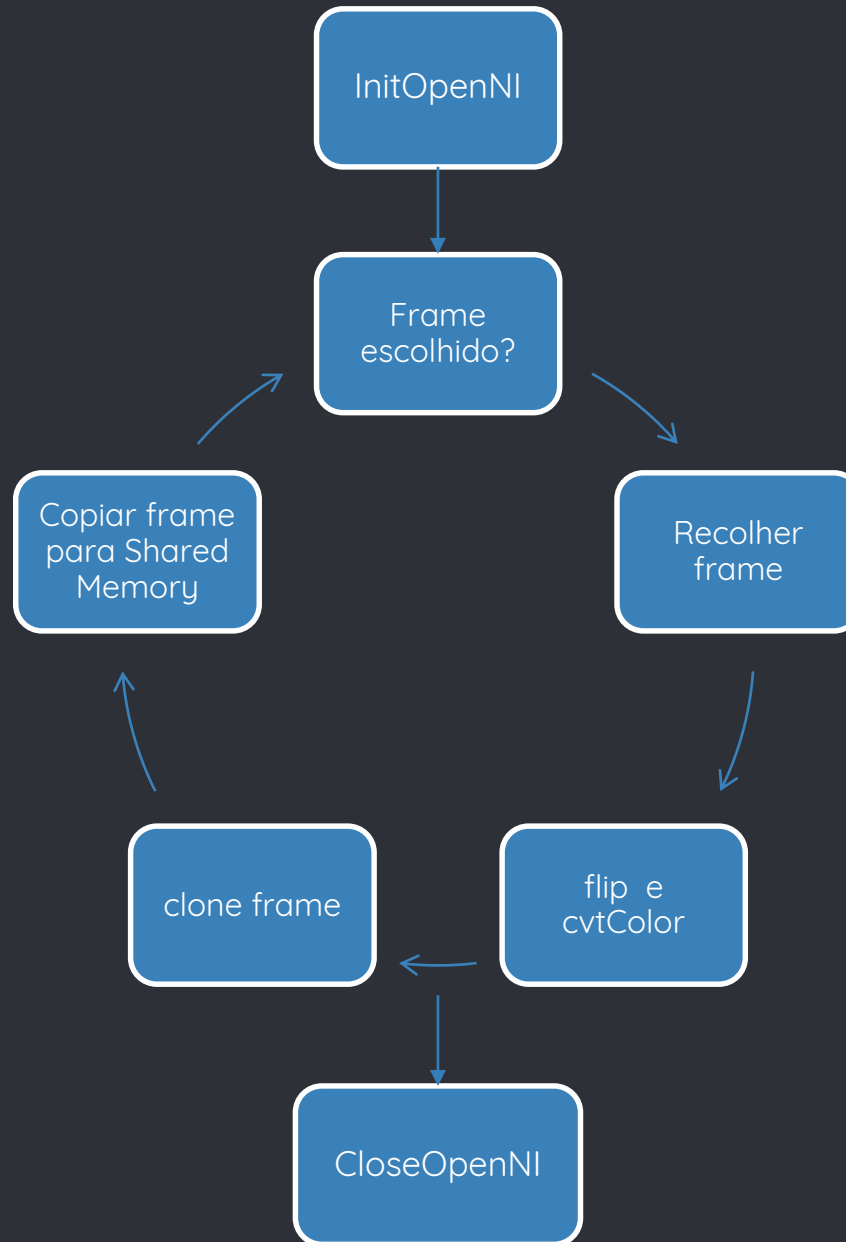 InitOpenNI
Frame
escolhido?
Copiar frame
para Shared
Memory
Recolher
frame
clone frame
flip e
cvtColor
CloseOpenNI